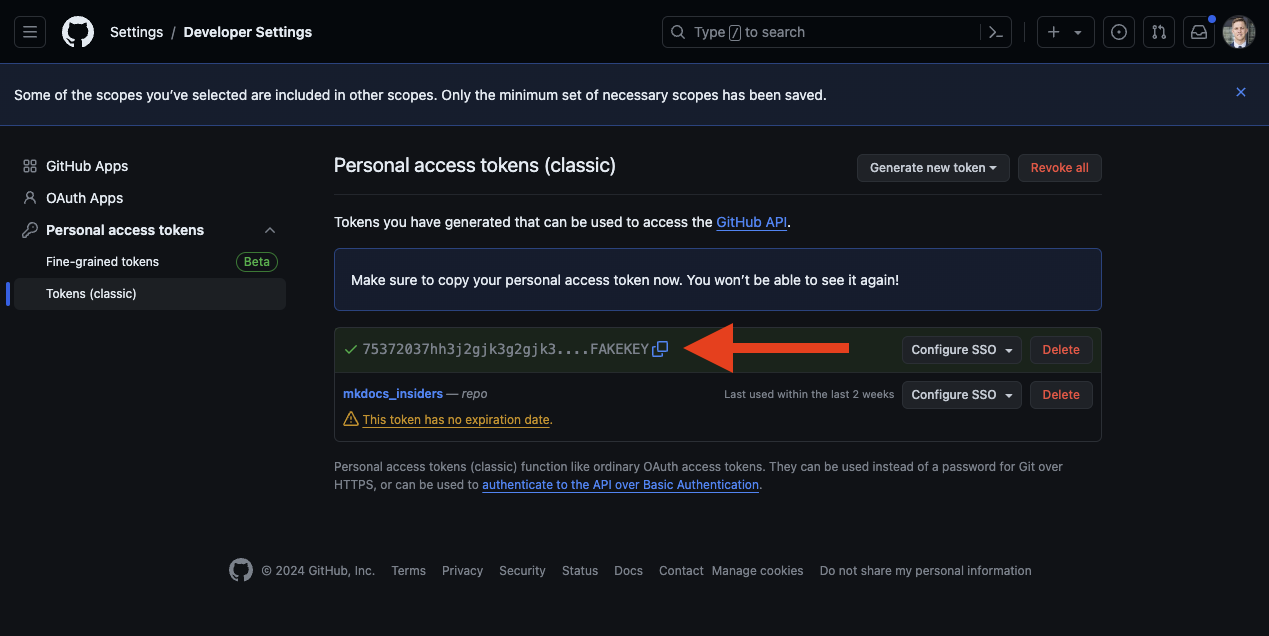 Settings / Developer Settings
Type / to search
Some of the scopes you’ve selected are included in other scopes. Only the minimum set of necessary scopes has been saved.
GitHub Apps
OAuth Apps
Personal access tokens
Fine-grained tokens Beta
Tokens (classic)
Personal access tokens (classic)
Generate new token
Revoke all
Tokens you have generated that can be used to access the GitHub API.
Make sure to copy your personal access token now. You won’t be able to see it again!
75372037hh3j2gjk3g2gjk3....FAKEKEY
Configure SSO
Delete
mkdocs_insiders — repo
Last used within the last 2 weeks
Configure SSO
Delete
This token has no expiration date.
Personal access tokens (classic) function like ordinary OAuth access tokens. They can be used instead of a password for Git over
HTTPS, or can be used to authenticate to the API over Basic Authentication.
© 2024 GitHub, Inc. Terms Privacy Security Status Docs Contact Manage cookies Do not share my personal information